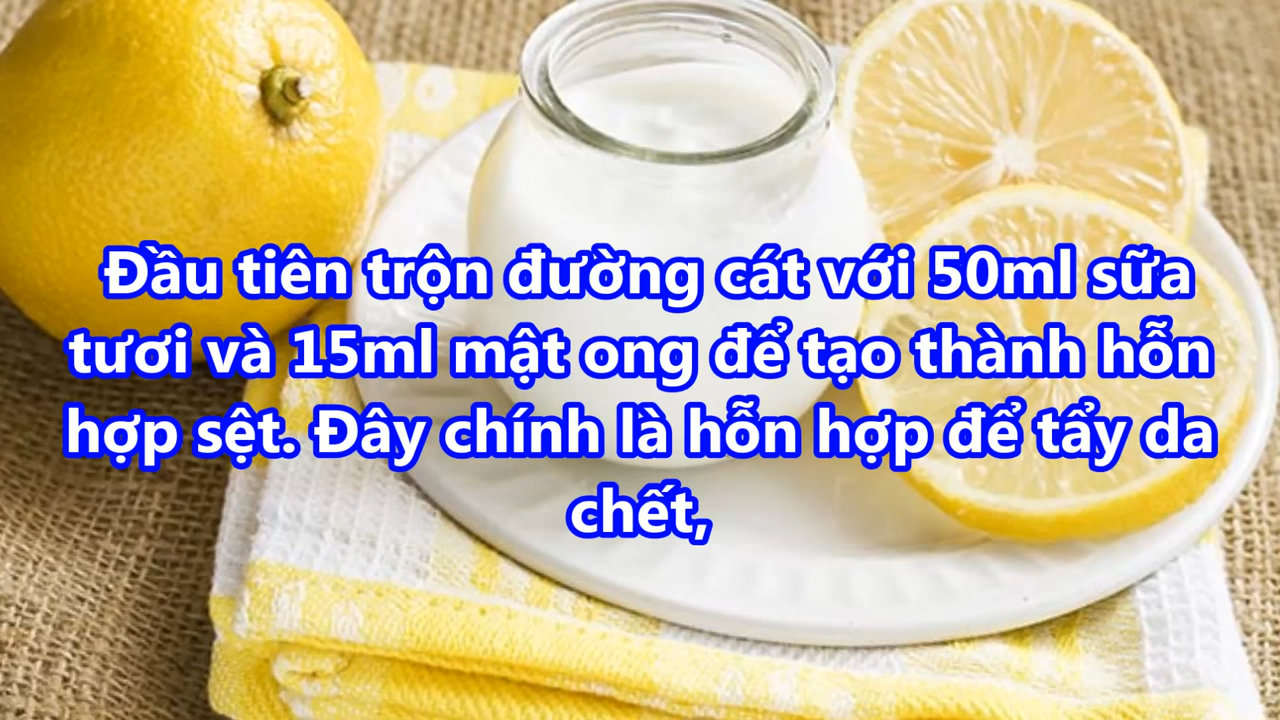 Đầu tiên trộn đường cát với 50ml sữa
tươi và 15ml mật ong để tạo thành hỗn
hợp sệt. Đây chính là hỗn hợp để tẩy da
chết,